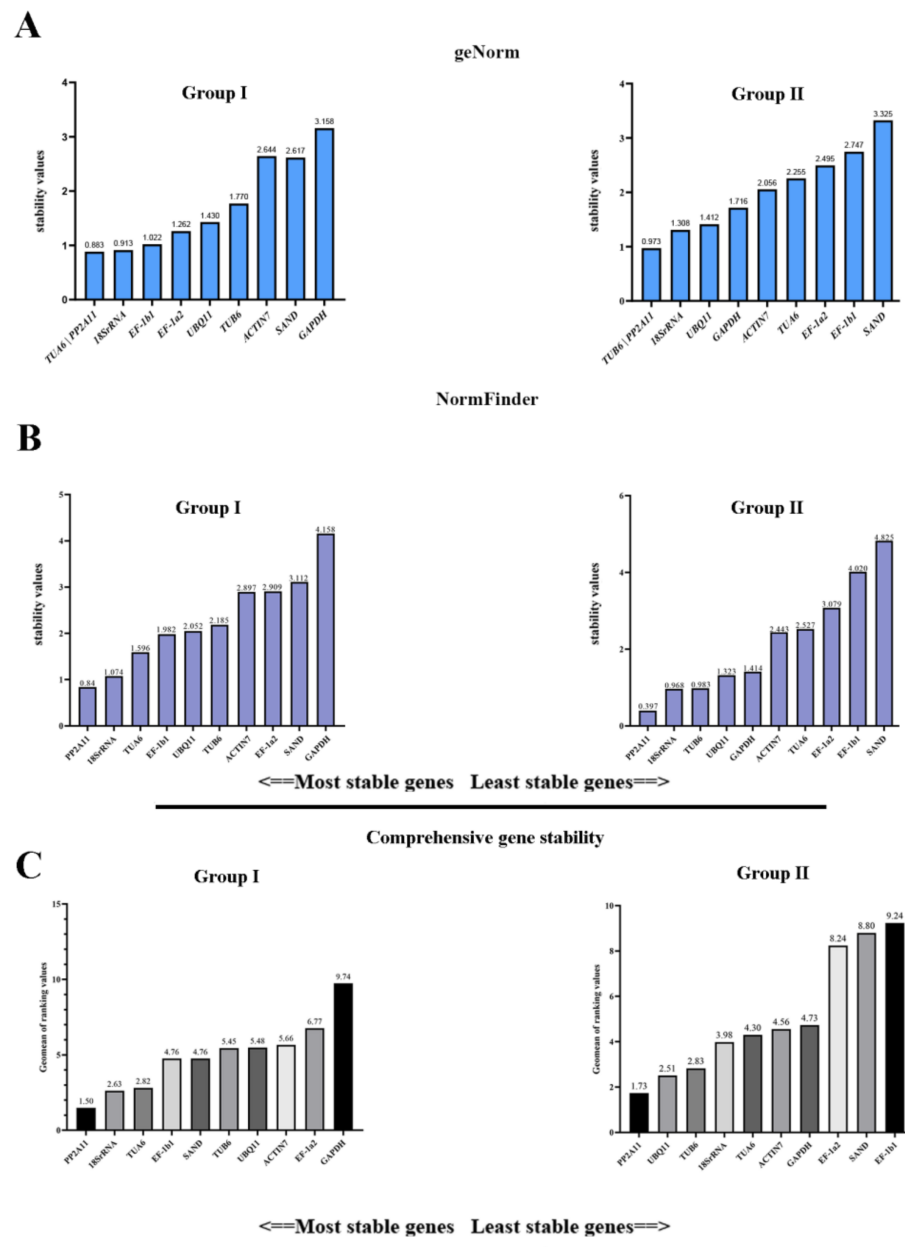 A
geNorm
Group I
stability values
4
3
2
1
0
0.883
0.913
1.022
1.262
1.430
1.770
2.644
2.617
3.158
TUA6 | PP2A11
18SrRNA
EF-1b1
EF-1a2
UBQ11
TUB6
ACTIN7
SAND
GAPDH
Group II
stability values
4
3
2
1
0
0.973
1.308
1.412
1.716
2.056
2.255
2.495
2.747
3.325
TUB6 | PP2A11
18SrRNA
UBQ11
GAPDH
ACTIN7
TUA6
EF-1a2
EF-1b1
SAND
NormFinder
B
Group I
stability values
5
4
3
2
1
0
0.84
1.074
1.596
1.982
2.052
2.185
2.897
2.909
3.112
4.158
PP2A11
18SrRNA
TUA6
EF-1b1
UBQ11
TUB6
ACTIN7
EF-1a2
SAND
GAPDH
Group II
stability values
6
4
2
0
0.397
0.968
0.983
1.323
1.414
2.443
2.527
3.079
4.020
4.825
PP2A11
18SrRNA
TUB6
UBQ11
GAPDH
ACTIN7
TUA6
EF-1a2
EF-1b1
SAND
<==Most stable genes Least stable genes==>
Comprehensive gene stability
C
Group I
Geomean of ranking values
15
10
5
0
1.50
2.63
2.82
4.76
4.76
5.45
5.48
5.66
6.77
9.74
PP2A11
18SrRNA
TUA6
EF-1b1
SAND
TUB6
UBQ11
ACTIN7
EF-1a2
GAPDH
Group II
Geomean of ranking values
10
8
6
4
2
0
1.73
2.51
2.83
3.98
4.30
4.56
4.73
8.24
8.80
9.24
PP2A11
UBQ11
TUB6
18SrRNA
TUA6
ACTIN7
GAPDH
EF-1a2
SAND
EF-1b1
<==Most stable genes Least stable genes==>